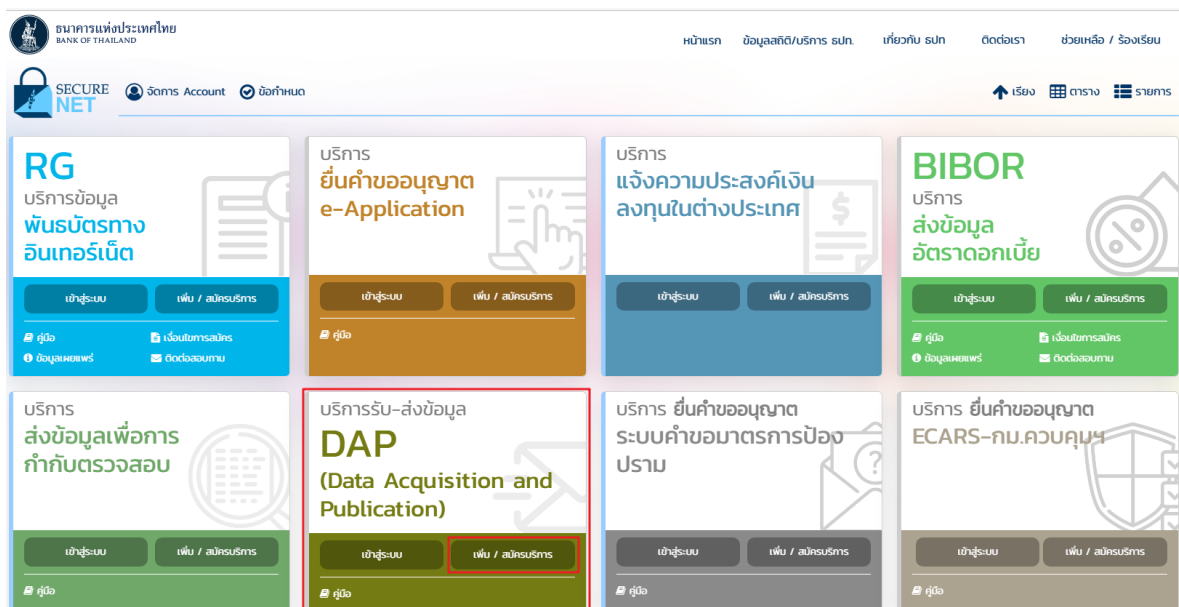 ธนาคารแห่งประเทศไทย
BANK OF THAILAND
หน้าแรก ข้อมูลสถิติ/บริการ ธปท. เกี่ยวกับ ธปท ติดต่อเรา ช่วยเหลือ / ร้องเรียน
SECURE
NET
จัดการ Account ข้อกำหนด
เรียง ตาราง รายการ
RG
บริการข้อมูล
พันธบัตรทาง
อินเทอร์เน็ต
เข้าสู่ระบบ เพิ่ม / สมัครบริการ
คู่มือ เงื่อนไขการสมัคร
ข้อมูลเผยแพร่ ติดต่อสอบถาม
บริการ
ยื่นคำขออนุญาต
e-Application
เข้าสู่ระบบ เพิ่ม / สมัครบริการ
คู่มือ
บริการ
แจ้งความประสงค์เงิน
ลงทุนในต่างประเทศ
เข้าสู่ระบบ เพิ่ม / สมัครบริการ
BIBOR
บริการ
ส่งข้อมูล
อัตราดอกเบี้ย
เข้าสู่ระบบ เพิ่ม / สมัครบริการ
คู่มือ เงื่อนไขการสมัคร
ข้อมูลเผยแพร่ ติดต่อสอบถาม
บริการ
ส่งข้อมูลเพื่อการ
กำกับตรวจสอบ
เข้าสู่ระบบ เพิ่ม / สมัครบริการ
คู่มือ
บริการรับ-ส่งข้อมูล
DAP
(Data Acquisition and
Publication)
เข้าสู่ระบบ เพิ่ม / สมัครบริการ
คู่มือ
บริการ ยื่นคำขออนุญาต
ระบบคำขอมาตรการป้อง
ปราม
เข้าสู่ระบบ เพิ่ม / สมัครบริการ
คู่มือ
บริการ ยื่นคำขออนุญาต
ECARS-กม.ควบคุมฯ
เข้าสู่ระบบ เพิ่ม / สมัครบริการ
คู่มือ